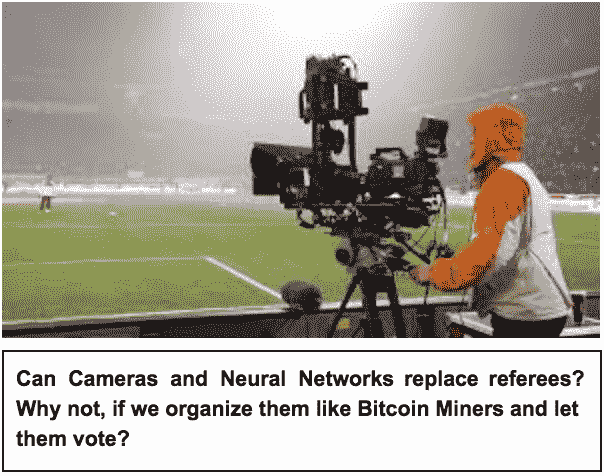 Can Cameras and Neural Networks replace referees?
Why not, if we organize them like Bitcoin Miners and let
them vote?